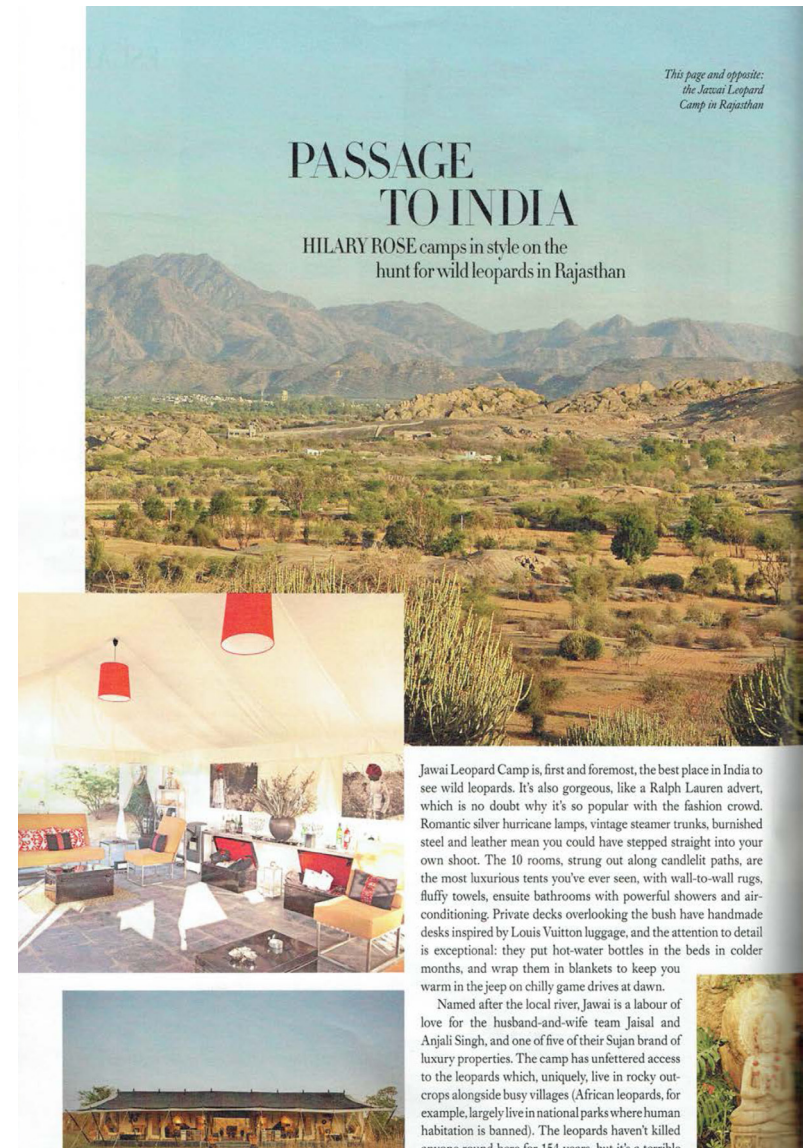 This page and opposite:
the Jawai Leopard
Camp in Rajasthan
PASSAGE
TO INDIA
HILARY ROSE camps in style on the
hunt for wild leopards in Rajasthan
Jawai Leopard Camp is, first and foremost, the best place in India to
see wild leopards. It's also gorgeous, like a Ralph Lauren advert,
which is no doubt why it's so popular with the fashion crowd.
Romantic silver hurricane lamps, vintage steamer trunks, burnished
steel and leather mean you could have stepped straight into your
own shoot. The 10 rooms, strung out along candlelit paths, are
the most luxurious tents you've ever seen, with wall-to-wall rugs,
fluffy towels, ensuite bathrooms with powerful showers and air-
conditioning. Private decks overlooking the bush have handmade
desks inspired by Louis Vuitton luggage, and the attention to detail
is exceptional: they put hot-water bottles in the beds in colder
months, and wrap them in blankets to keep you
warm in the jeep on chilly game drives at dawn.
Named after the local river, Jawai is a labour of
love for the husband-and-wife team Jaisal and
Anjali Singh, and one of five of their Sujan brand of
luxury properties. The camp has unfettered access
to the leopards which, uniquely, live in rocky out-
crops alongside busy villages (African leopards, for
example, largely live in national parks where human
habitation is banned). The leopards haven't killed
anyone round here for 154 years, but it's a terrible